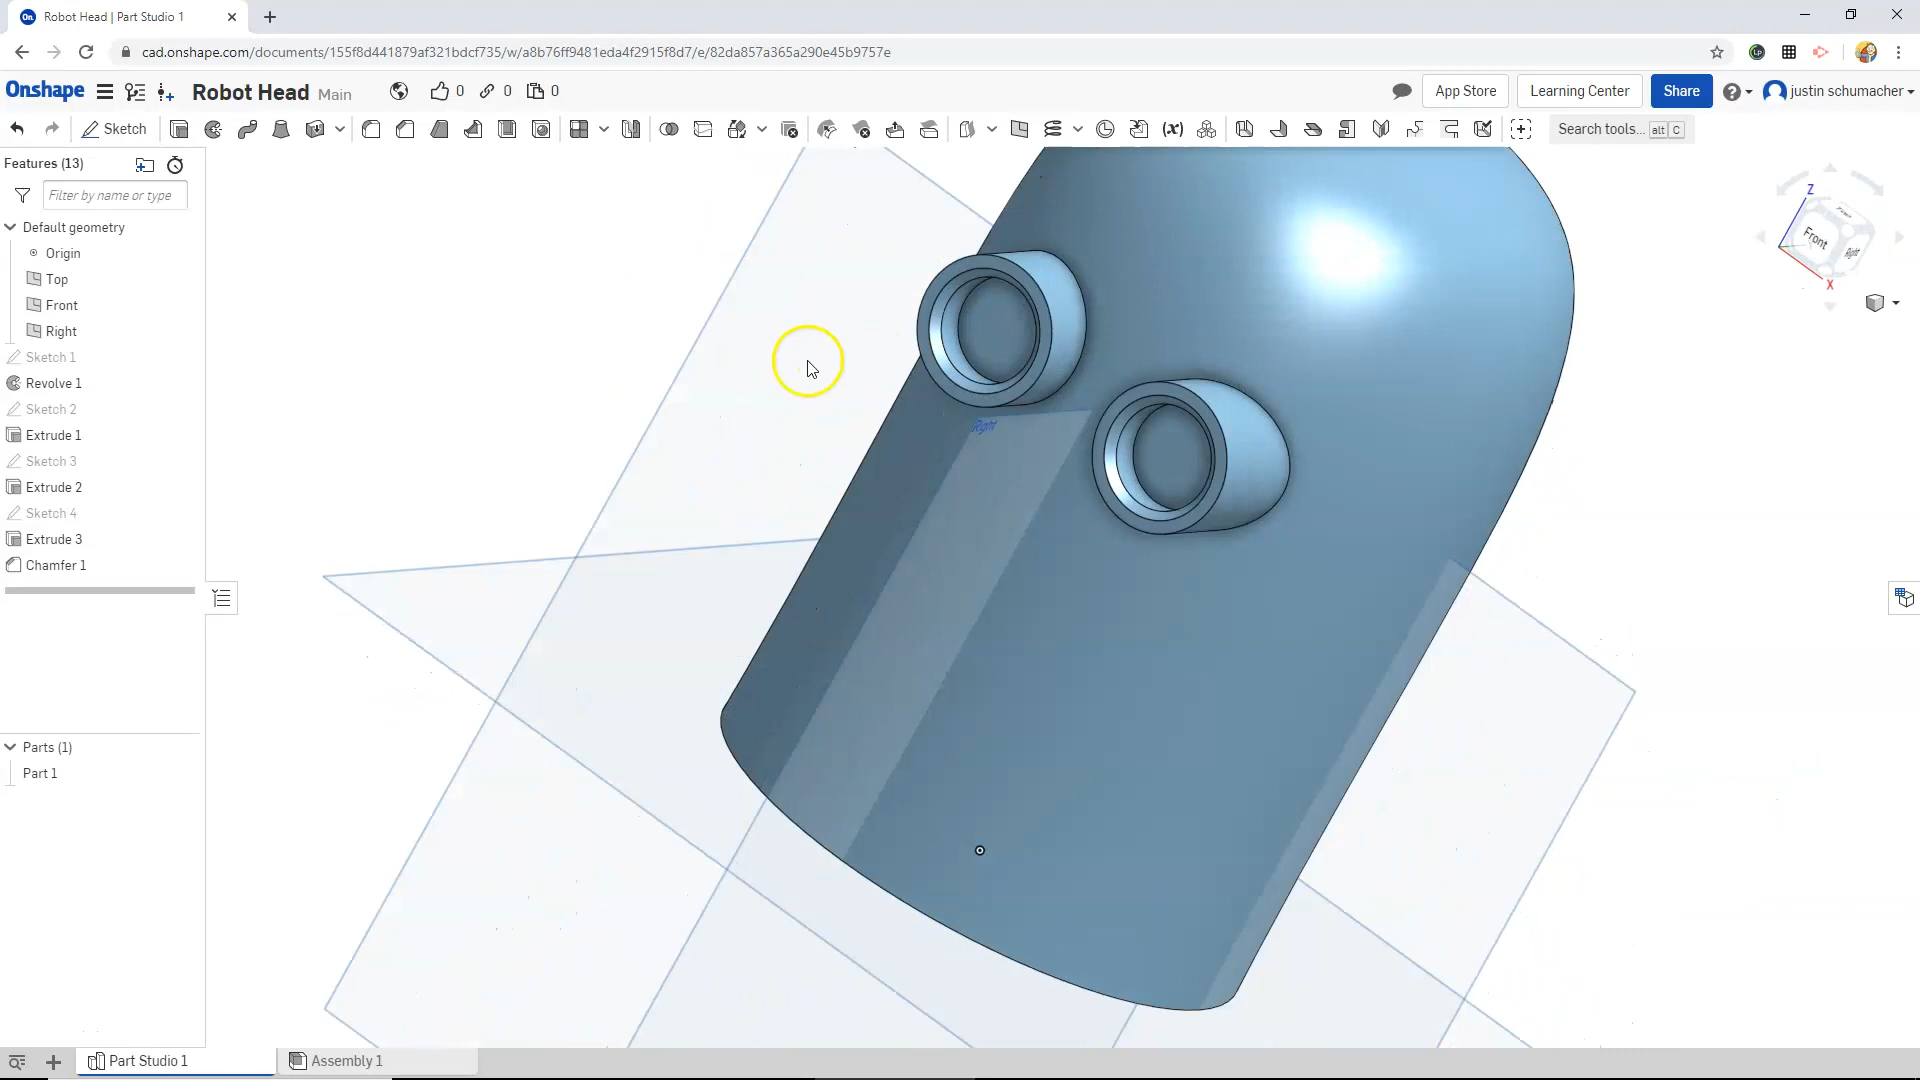 Robot Head | Part Studio 1
cad.onshape.com/documents/155f8d441879af321bdcf735/w/a8b76ff9481eda4f2915f8d7/e/82da857a365a290e45b9757e
Onshape
Robot Head Main
0 0 0
App Store
Learning Center
Share
justin schumacher
Sketch
(x)
Search tools... alt C
Features (13)
Filter by name or type
Default geometry
Origin
Top
Front
Right
Sketch 1
Revolve 1
Sketch 2
Extrude 1
Sketch 3
Extrude 2
Sketch 4
Extrude 3
Chamfer 1
Parts (1)
Part 1
Right
Z
Front
Right
X
Part Studio 1
Assembly 1